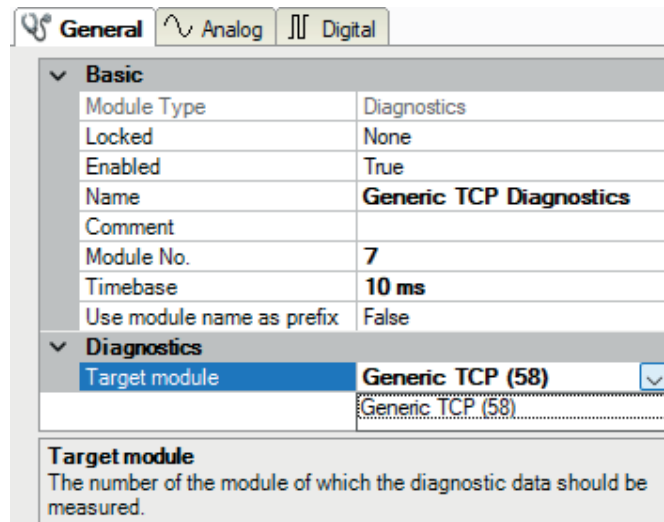 General Analog Digital
Basic
Module Type Diagnostics
Locked None
Enabled True
Name Generic TCP Diagnostics
Comment
Module No. 7
Timebase 10 ms
Use module name as prefix False
Diagnostics
Target module Generic TCP (58)
Generic TCP (58)
Target module
The number of the module of which the diagnostic data should be
measured.